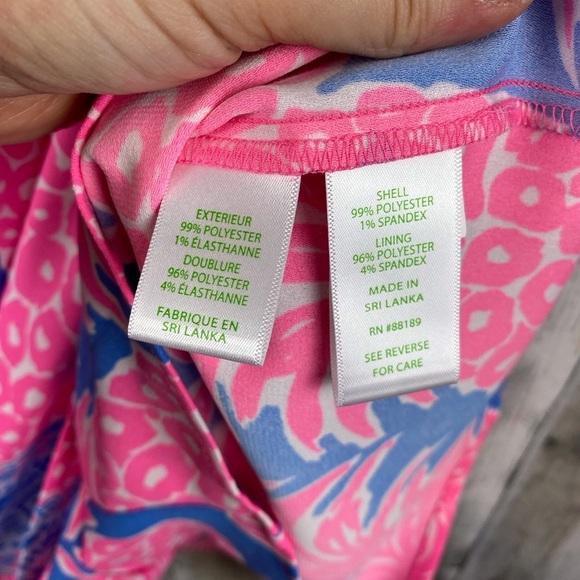 EXTERIEUR
99% POLYESTER
1% ÉLASTHANNE
DOUBLURE
96% POLYESTER
4% ÉLASTHANNE
FABRIQUE EN
SRI LANKA
SHELL
99% POLYESTER
1% SPANDEX
LINING
96% POLYESTER
4% SPANDEX
MADE IN
SRI LANKA
RN #88189
SEE REVERSE
FOR CARE